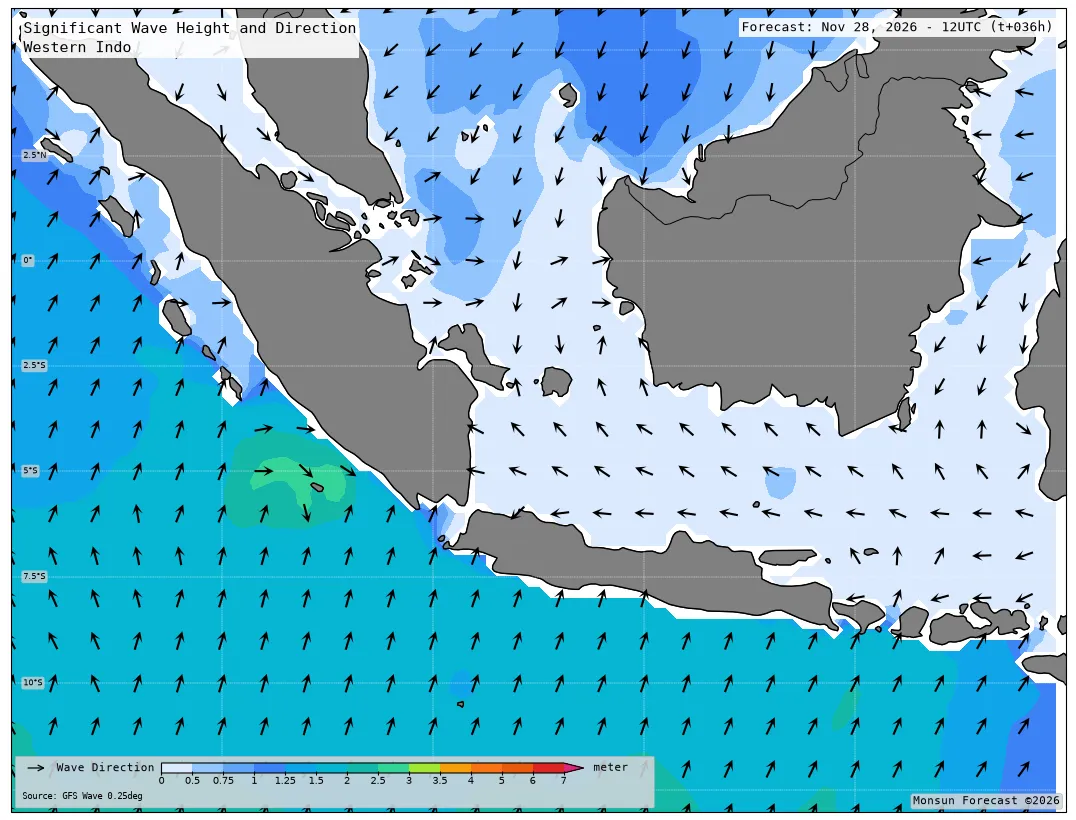 Significant Wave Height and Direction
Western Indo
Forecast: Nov 28, 2026 - 12UTC (t+036h)
2.5°N
0°
2.5°S
5°S
7.5°S
10°S
Wave Direction
meter
0 0.5 0.75 1 1.25 1.5 2 2.5 3 3.5 4 5 6 7
Source: GFS Wave 0.25deg
Monsun Forecast ©2026